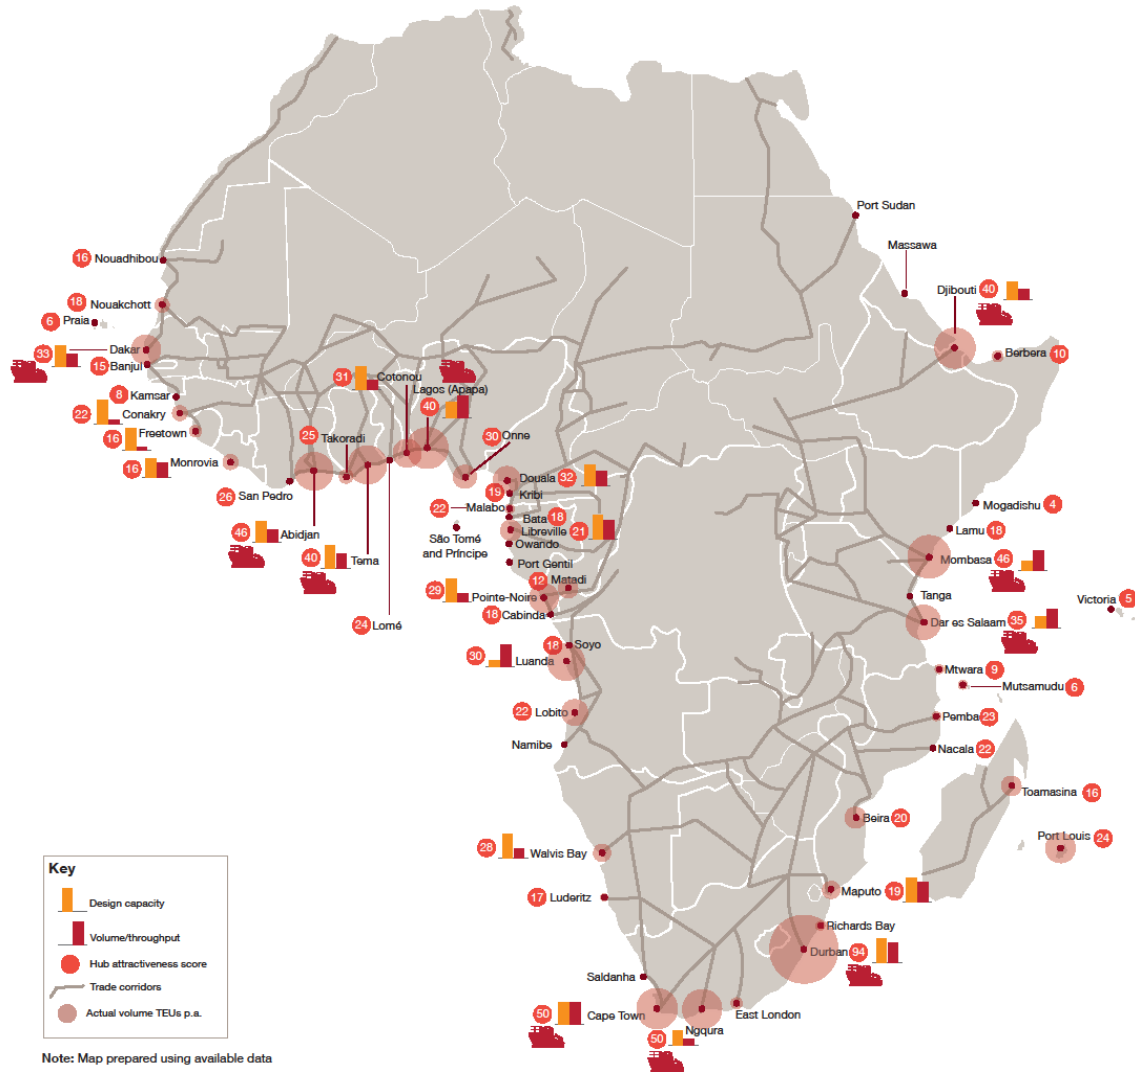 Port Sudan
Massawa
16 Nouadhibou
18 Nouakchott
Djibouti 40
6 Praia
33 Dakar
Berbera 10
15 Banjul
31 Cotonou
Lagos (Apapa)
8 Kamsar
40
22 Conakry
25 Takoradi
30 Onne
16 Freetown
16 Monrovia
Douala 32
19 Kribi
26 San Pedro
22 Malabo
Mogadishu 4
Bata 18
Lamu 18
46 Abidjan
São Tomé
and Príncipe
Libreville 21
Owando
40 Tema
Mombasa 46
Port Gentil
12 Matadi
29 Pointe-Noire
Tanga
Victoria 5
18 Cabinda
24 Lomé
Dar es Salaam 35
18 Soyo
30 Luanda
Mtwara 9
Mutsamudu 6
22 Lobito
Pemba 23
Namibe
Nacala 22
Toamasina 16
Beira 20
Port Louis 24
28 Walvis Bay
Key
Design capacity
Volume/throughput
Hub attractiveness score
Trade corridors
Actual volume TEUs p.a.
Maputo 19
17 Luderitz
Richards Bay
Durban 94
Saldanha
50 Cape Town
East London
50 Ngqura
Note: Map prepared using available data